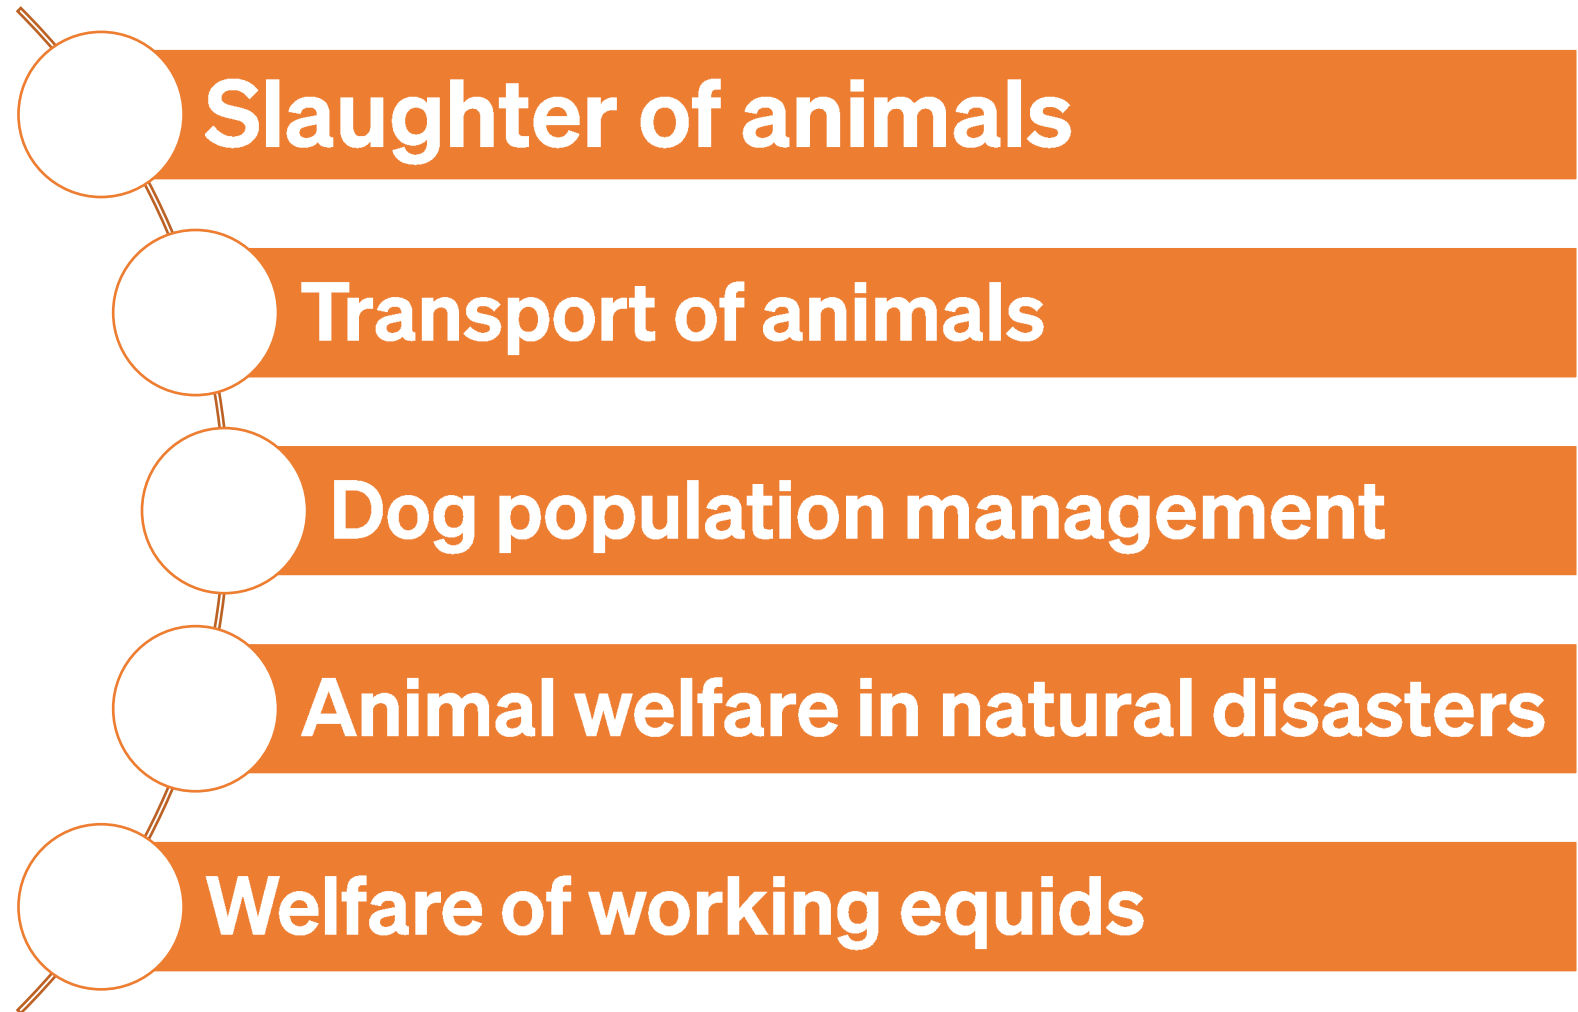 Slaughter of animals
Transport of animals
Dog population management
Animal welfare in natural disasters
Welfare of working equids